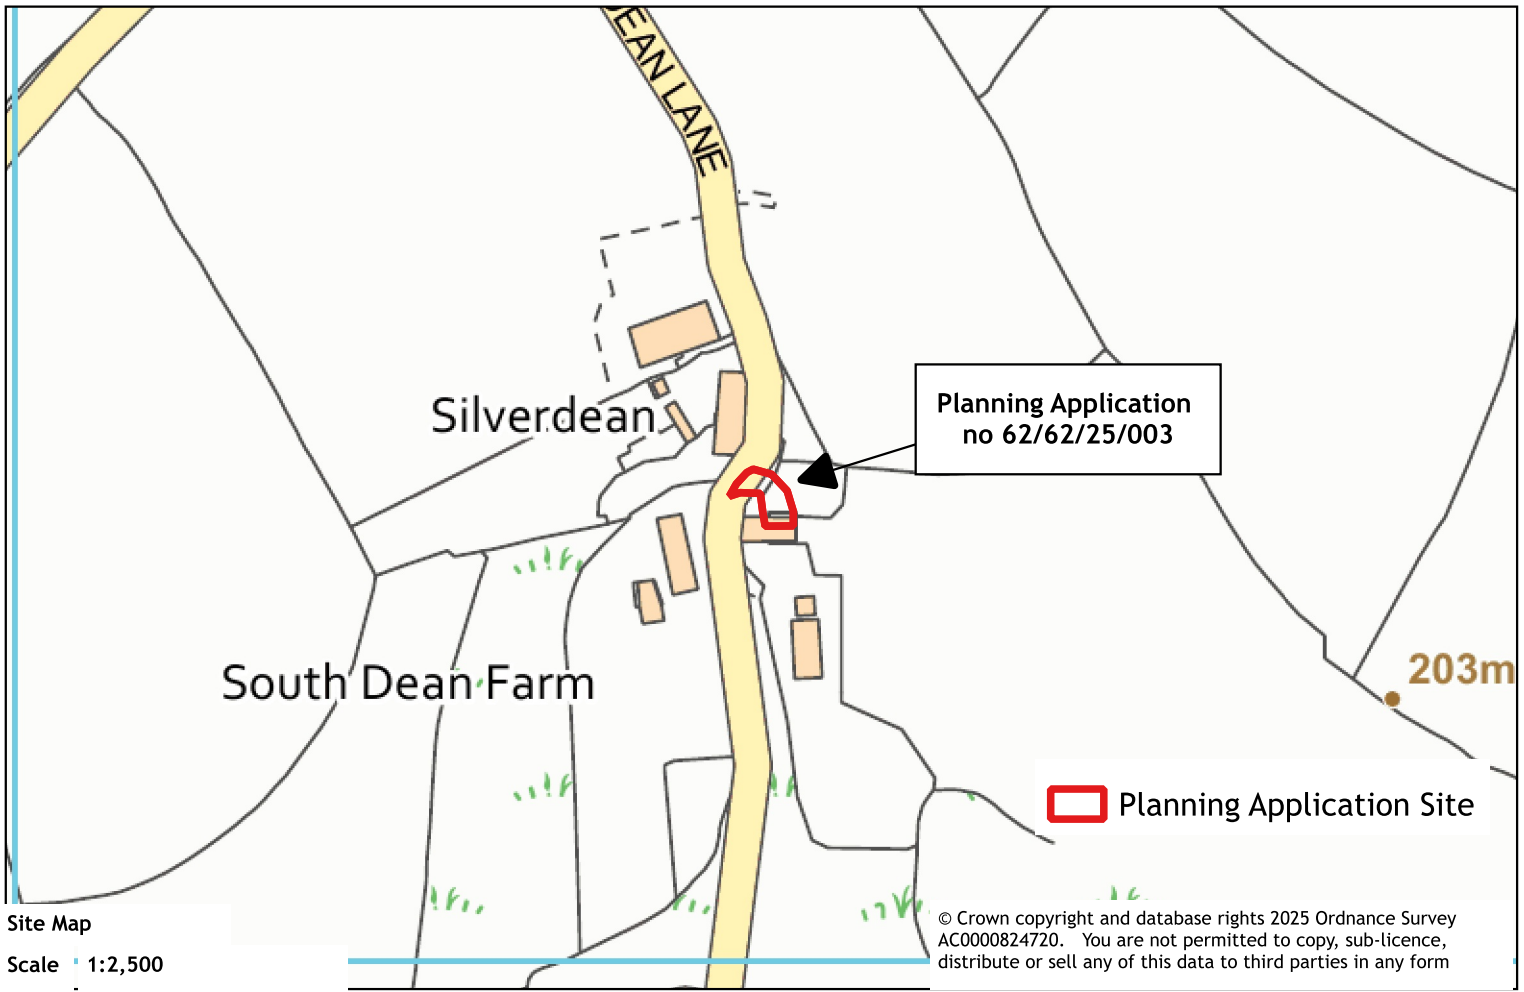 DEAN LANE
Planning Application
no 62/62/25/003
Silverdean
South Dean Farm
203m
Planning Application Site
Site Map
Scale 1:2,500
© Crown copyright and database rights 2025 Ordnance Survey
AC0000824720. You are not permitted to copy, sub-licence,
distribute or sell any of this data to third parties in any form